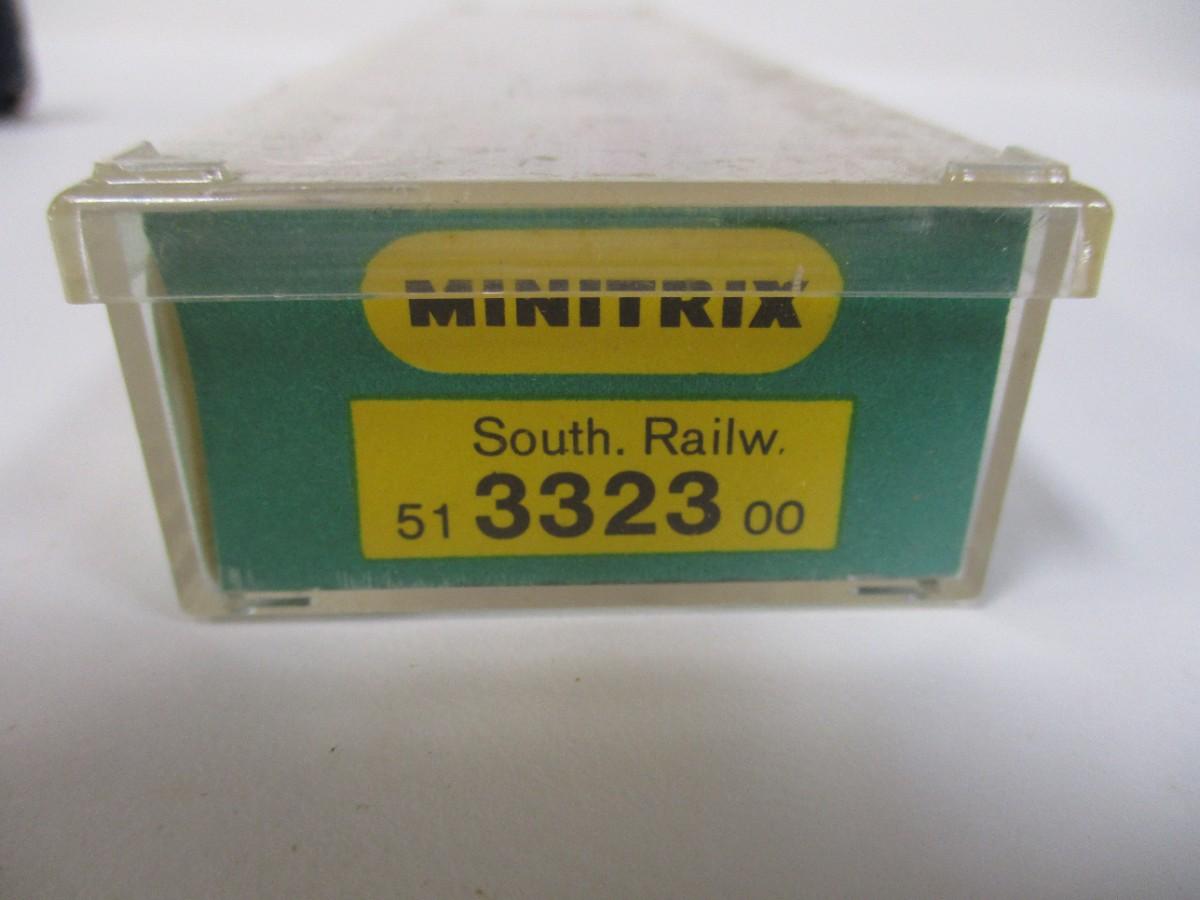 MINITRIX
South. Railw.
51 3323 00